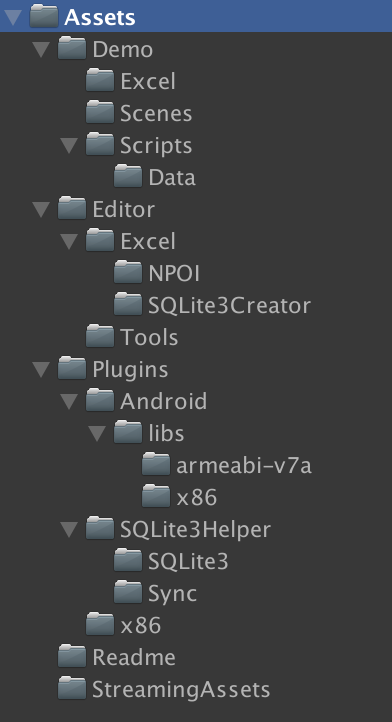 Assets
Demo
Excel
Scenes
Scripts
Data
Editor
Excel
NPOI
SQLite3Creator
Tools
Plugins
Android
libs
armeabi-v7a
x86
SQLite3Helper
SQLite3
Sync
x86
Readme
StreamingAssets